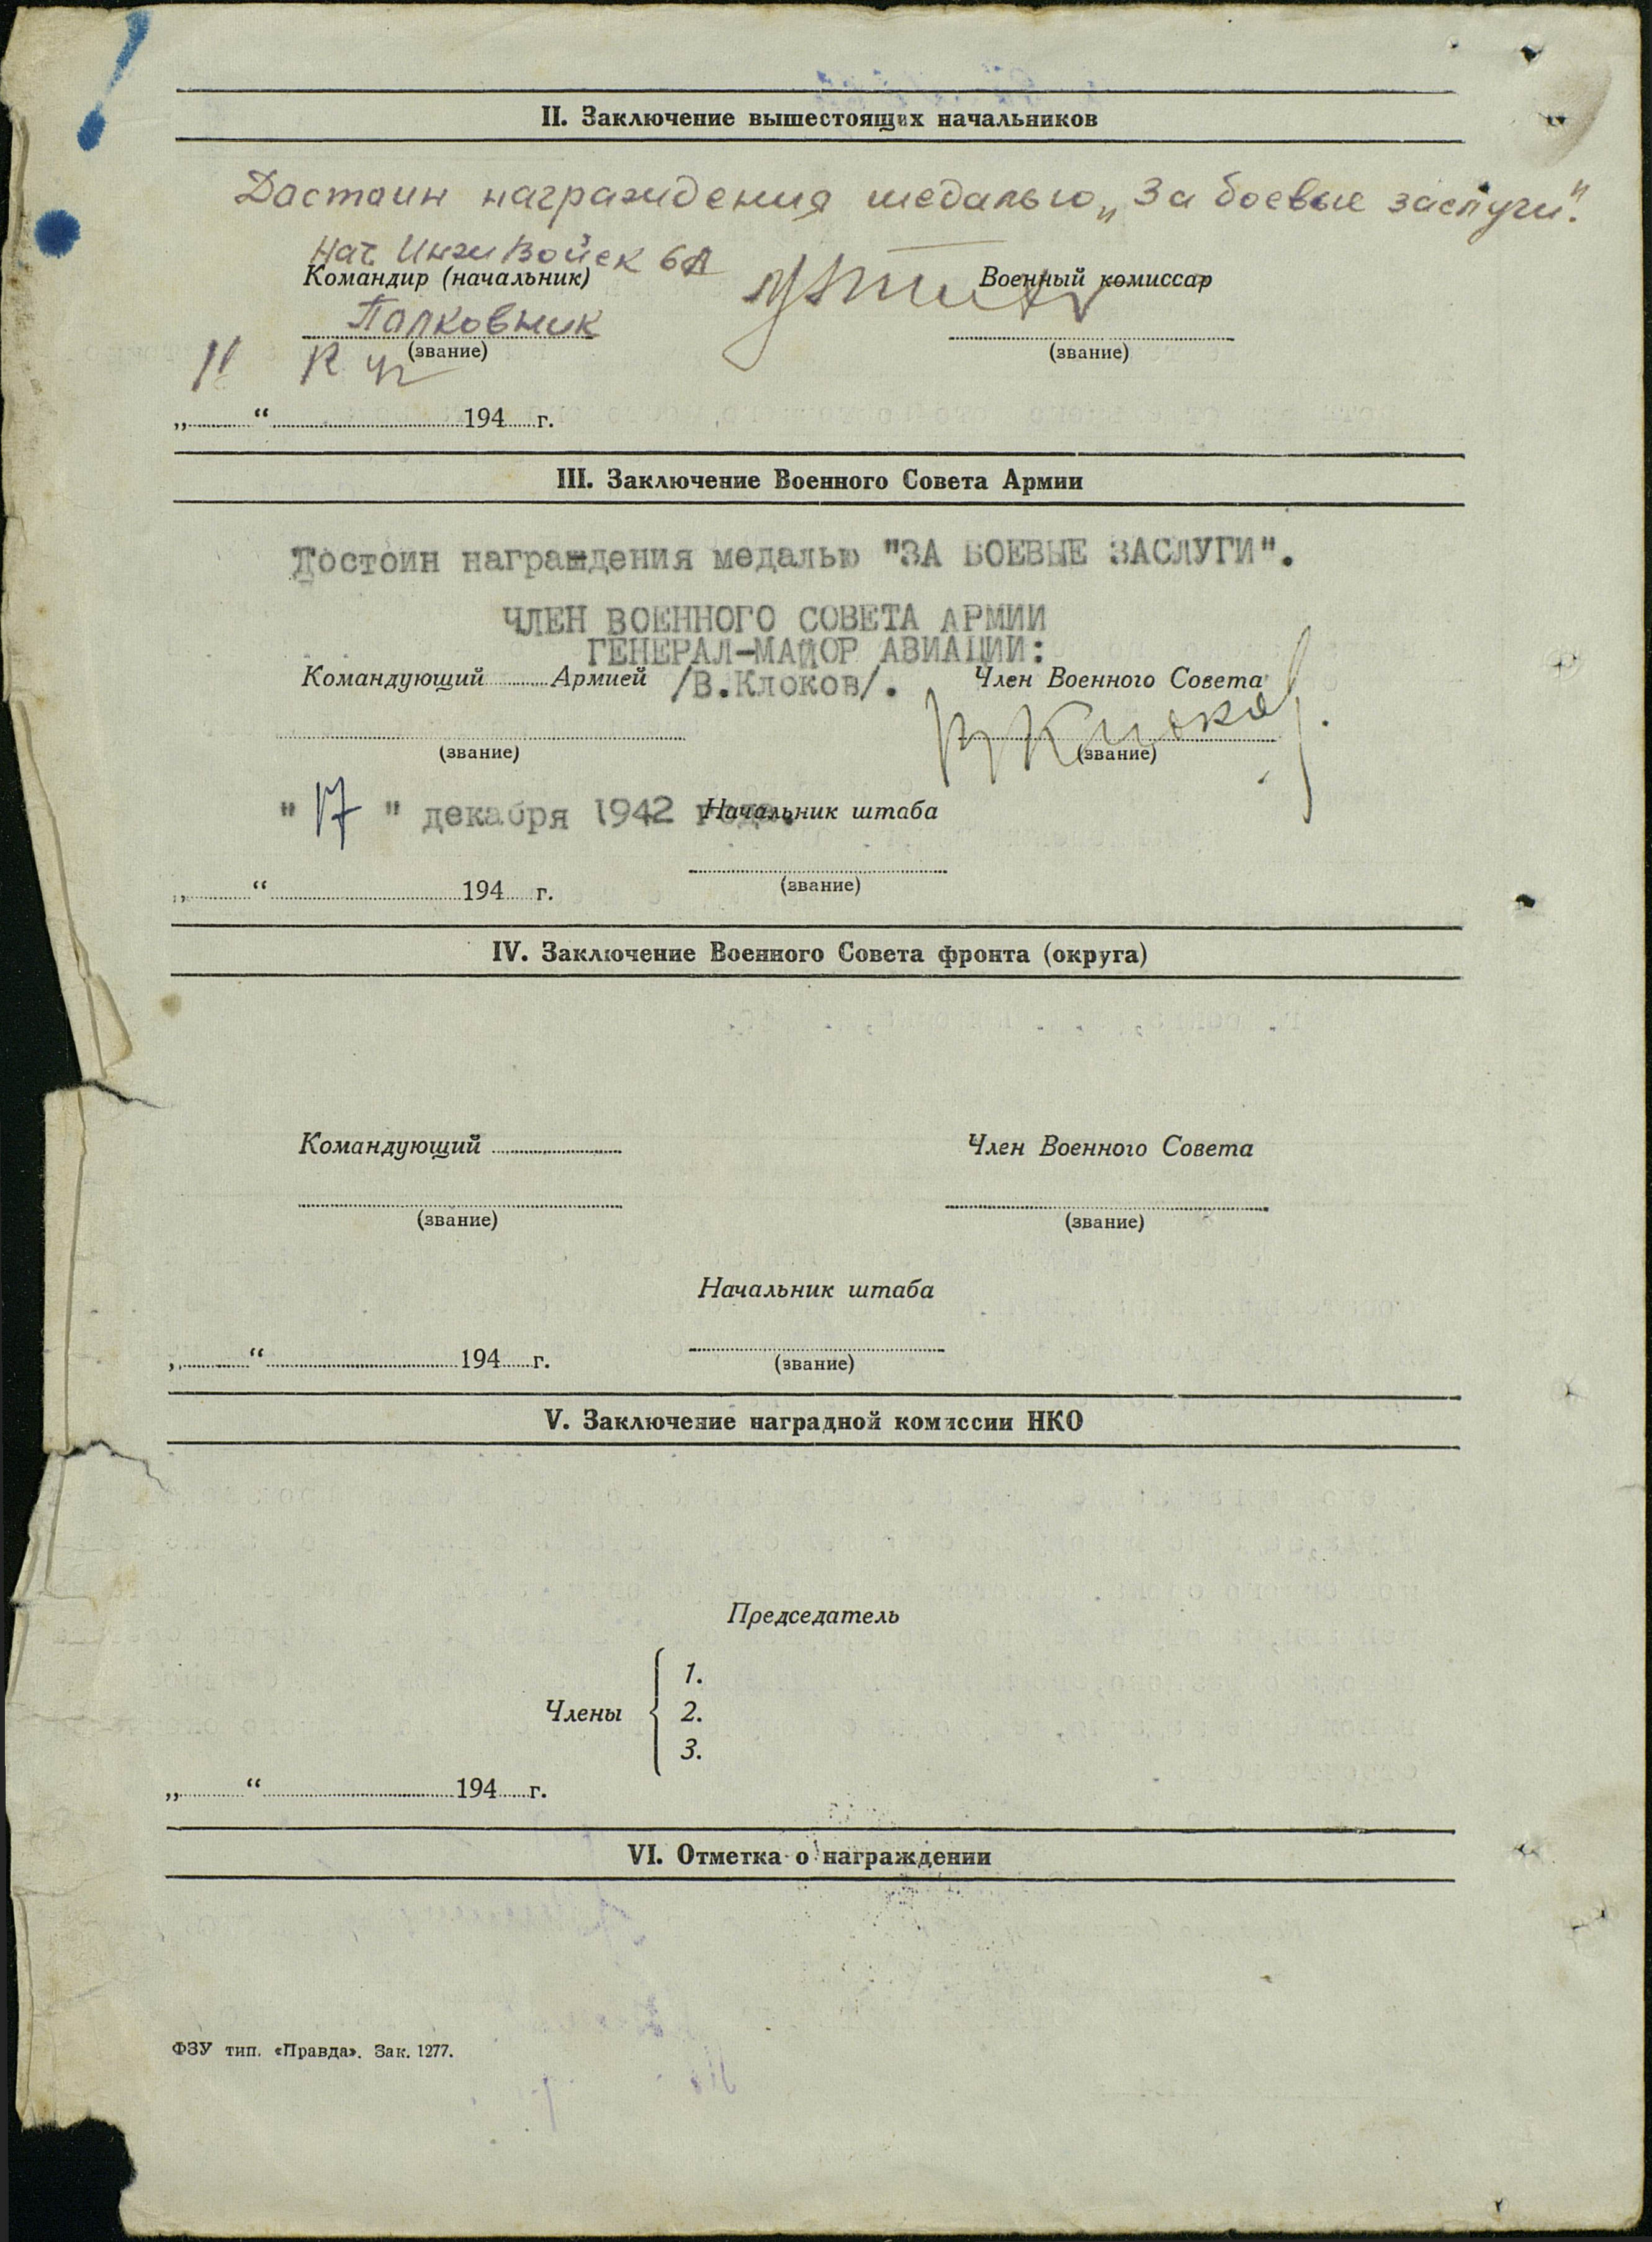 II. Заключение вышестоящих начальников
Достоин награждения медалью „За боевые заслуги".
Нач. Инж Войск 6А
Командир (начальник) Военный комиссар
Полковник
(звание) (звание)
„ “ 194 г.
III. Заключение Военного Совета Армии
Достоин награждения медалью "ЗА БОЕВЫЕ ЗАСЛУГИ".
ЧЛЕН ВОЕННОГО СОВЕТА АРМИИ
ГЕНЕРАЛ-МАЙОР АВИАЦИИ:
Командующий Армией /В.Клоков/. Член Военного Совета
В Клоков
(звание) (звание)
" 17 " декабря 1942 года. Начальник штаба
(звание)
„ “ 194 г.
IV. Заключение Военного Совета фронта (округа)
Командующий Член Военного Совета
(звание) (звание)
Начальник штаба
„ “ 194 г.
(звание)
V. Заключение наградной комиссии НКО
Председатель
Члены
1.
2.
3.
„ “ 194 г.
VI. Отметка о награждении
ФЗУ тип. «Правда». Зак. 1277.